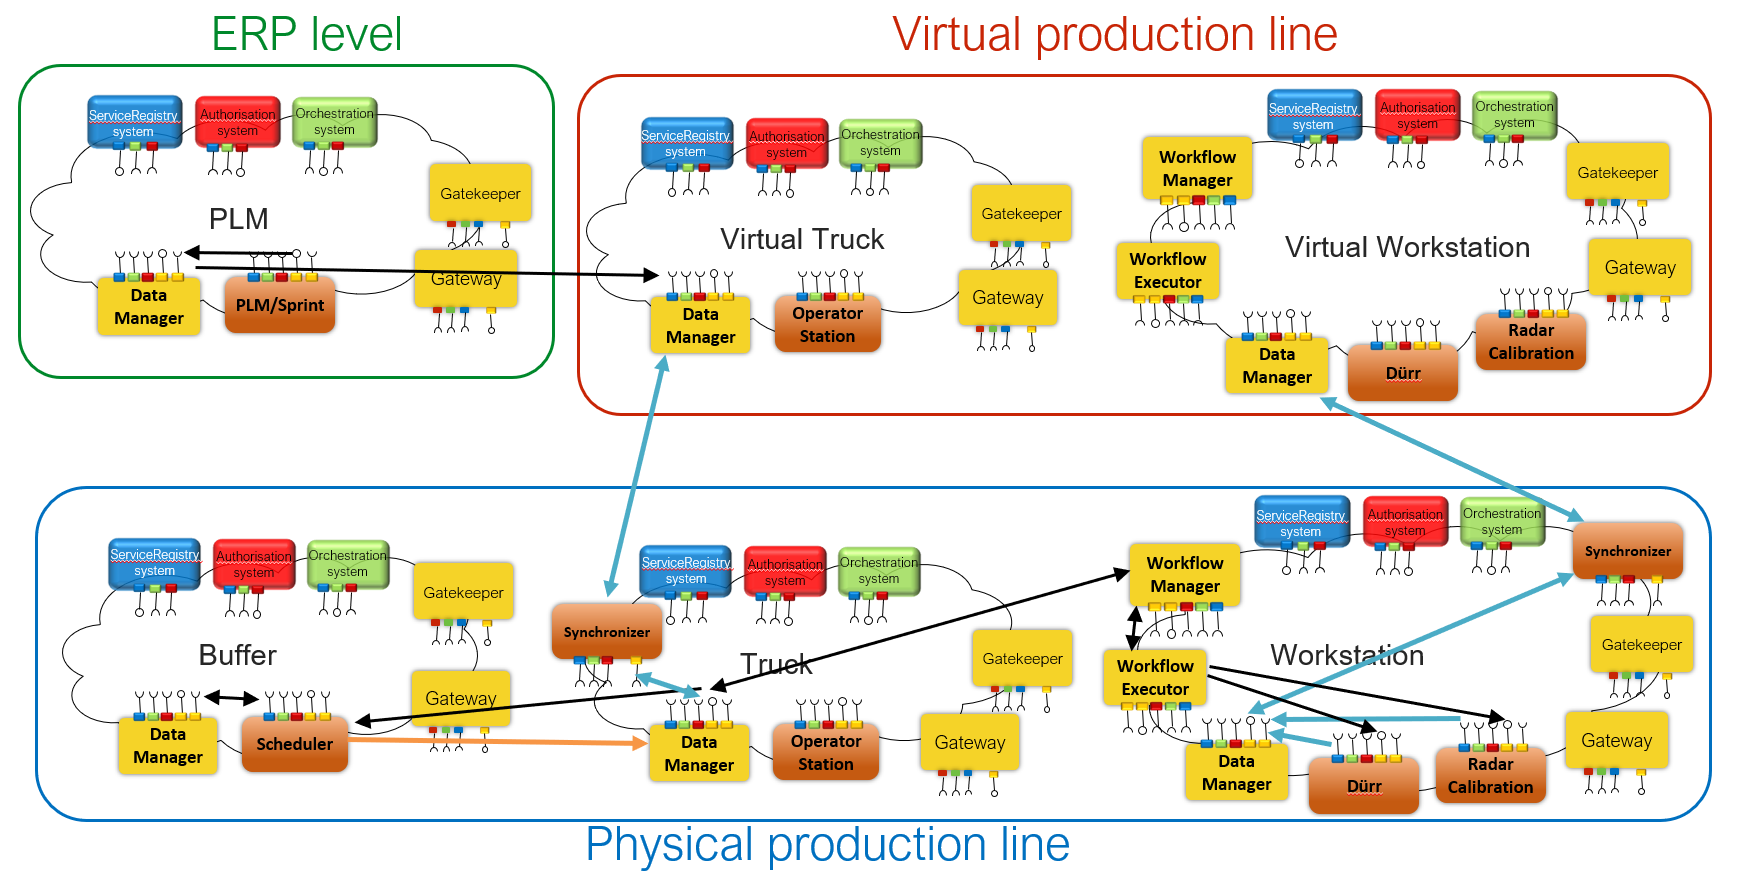 ERP level
ServiceRegistry
system
Authorisation
system
Orchestration
system
Gatekeeper
PLM
Gateway
Data
Manager
PLM/Sprint
Virtual production line
ServiceRegistry
system
Authorisation
system
Orchestration
system
Gatekeeper
Virtual Truck
Gateway
Data
Manager
Operator
Station
ServiceRegistry
system
Authorisation
system
Orchestration
system
Workflow
Manager
Gatekeeper
Virtual Workstation
Workflow
Executor
Gateway
Data
Manager
Dürr
Radar
Calibration
ServiceRegistry
system
Authorisation
system
Orchestration
system
Gatekeeper
Buffer
Gateway
Data
Manager
Scheduler
ServiceRegistry
system
Authorisation
system
Orchestration
system
Synchronizer
Truck
Gatekeeper
Gateway
Data
Manager
Operator
Station
ServiceRegistry
system
Authorisation
system
Orchestration
system
Synchronizer
Workflow
Manager
Workstation
Gatekeeper
Workflow
Executor
Gateway
Data
Manager
Dürr
Radar
Calibration
Physical production line